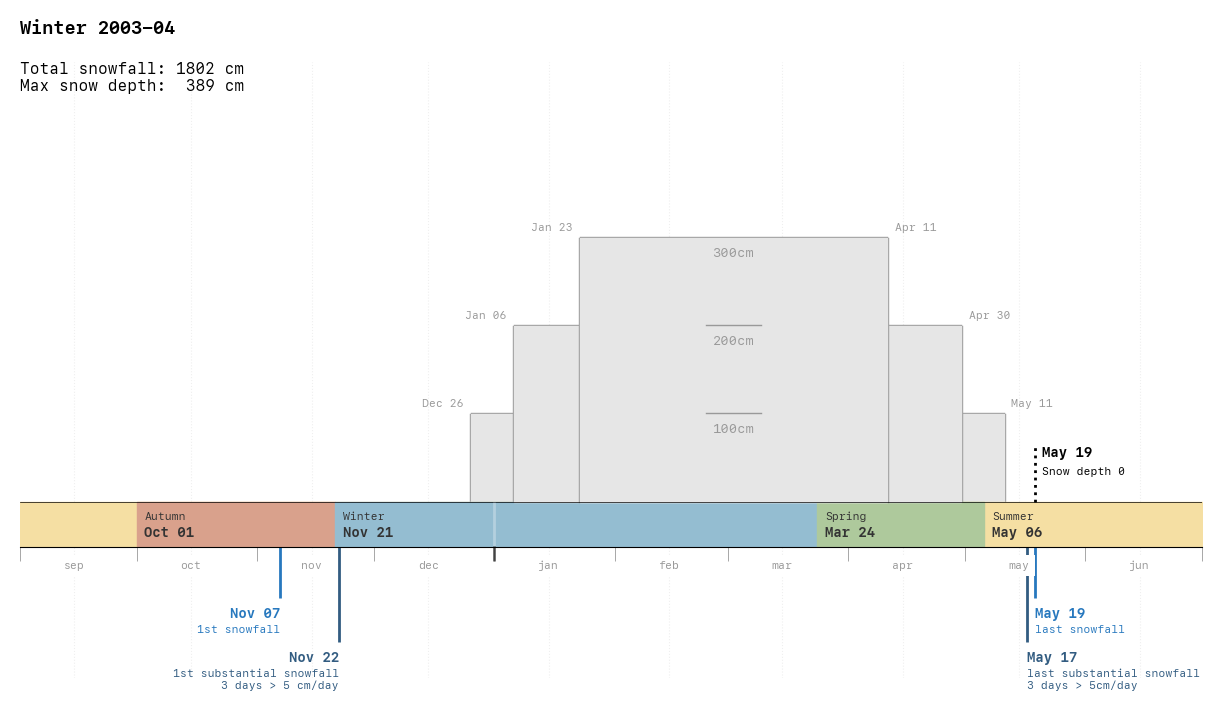 Winter 2003–04
Total snowfall: 1802 cm
Max snow depth:  389 cm
Jan 23
Apr 11
300cm
Jan 06
Apr 30
200cm
Dec 26
May 11
100cm
May 19
Snow depth 0
Autumn
Oct 01
Winter
Nov 21
Spring
Mar 24
Summer
May 06
sep
oct
nov
dec
jan
feb
mar
apr
may
jun
Nov 07
1st snowfall
May 19
last snowfall
Nov 22
1st substantial snowfall
3 days > 5 cm/day
May 17
last substantial snowfall
3 days > 5cm/day